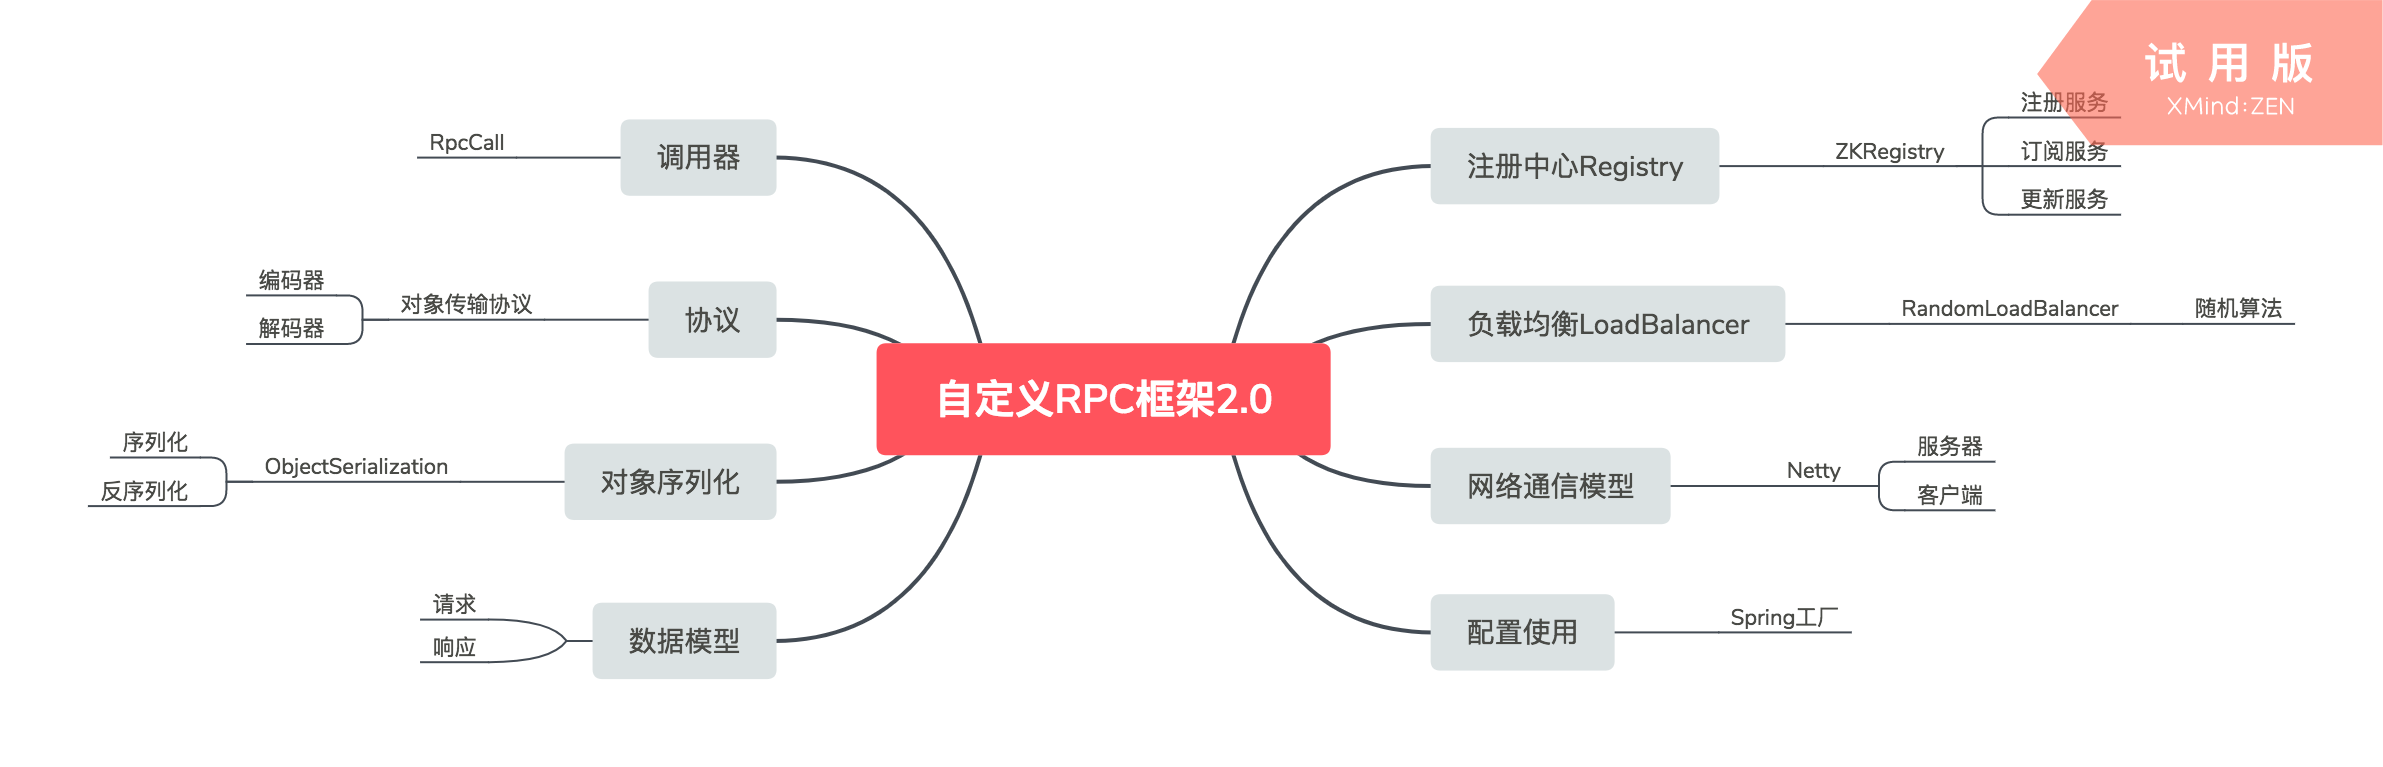 试用版
XMind:ZEN
自定义RPC框架2.0
注册中心Registry
ZKRegistry
注册服务
订阅服务
更新服务
负载均衡LoadBalancer
RandomLoadBalancer
随机算法
网络通信模型
Netty
服务器
客户端
配置使用
Spring工厂
调用器
RpcCall
协议
对象传输协议
编码器
解码器
对象序列化
ObjectSerialization
序列化
反序列化
数据模型
请求
响应